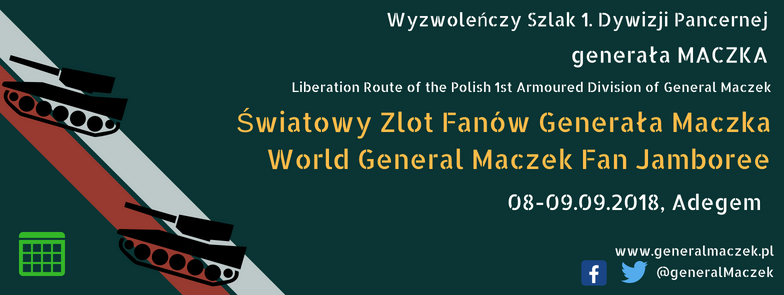 Wyzwoleńczy Szlak 1. Dywizji Pancernej
generała MACZKA
Liberation Route of the Polish 1st Armoured Division of General Maczek
Światowy Zlot Fanów Generała Maczka
World General Maczek Fan Jamboree
08-09.09.2018, Adegem
www.generalmaczek.pl
@generalMaczek